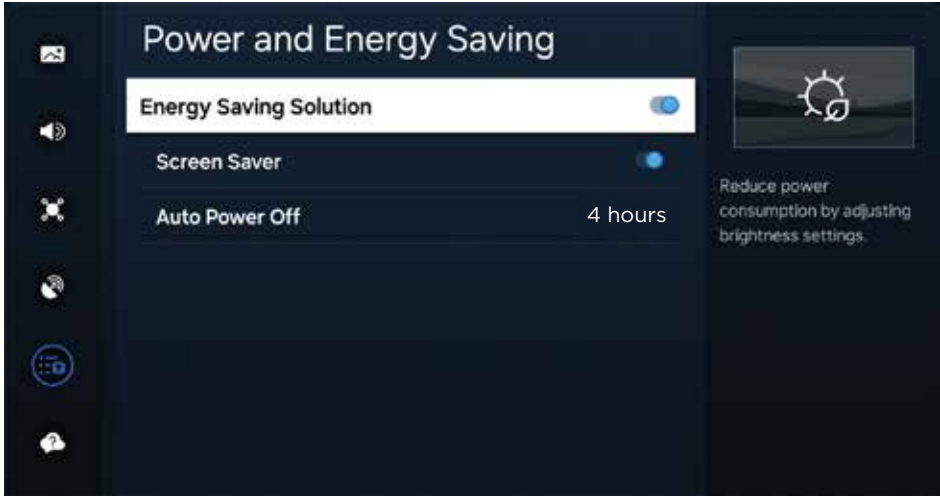 Power and Energy Saving
Energy Saving Solution
Screen Saver
Auto Power Off 4 hours
Reduce power
consumption by adjusting
brightness settings.